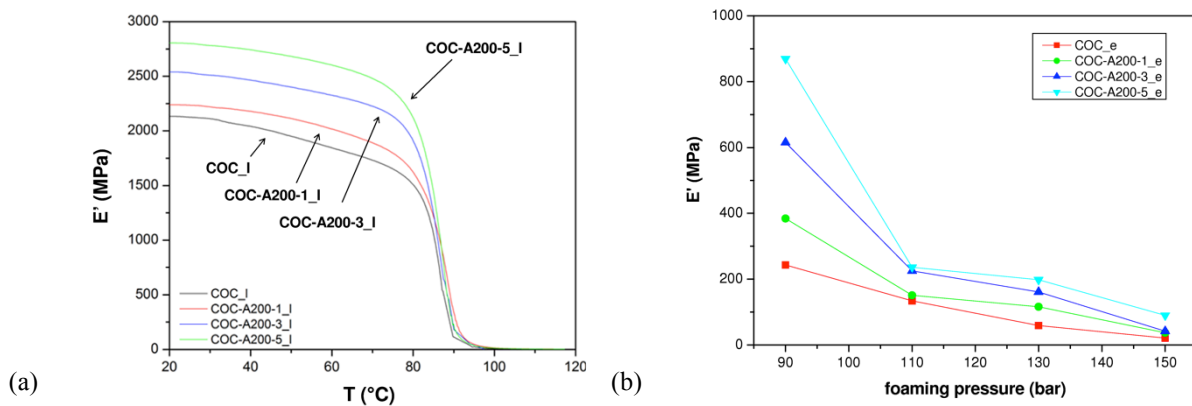 3000
2500
2000
1500
1000
500
0
E' (MPa)
20
40
60
80
100
120
T (°C)
COC-A200-5_I
COC_I
COC-A200-1_I
COC-A200-3_I
COC_I
COC-A200-1_I
COC-A200-3_I
COC-A200-5_I
(a)
1000
800
600
400
200
0
E' (MPa)
90
100
110
120
130
140
150
foaming pressure (bar)
COC_e
COC-A200-1_e
COC-A200-3_e
COC-A200-5_e
(b)